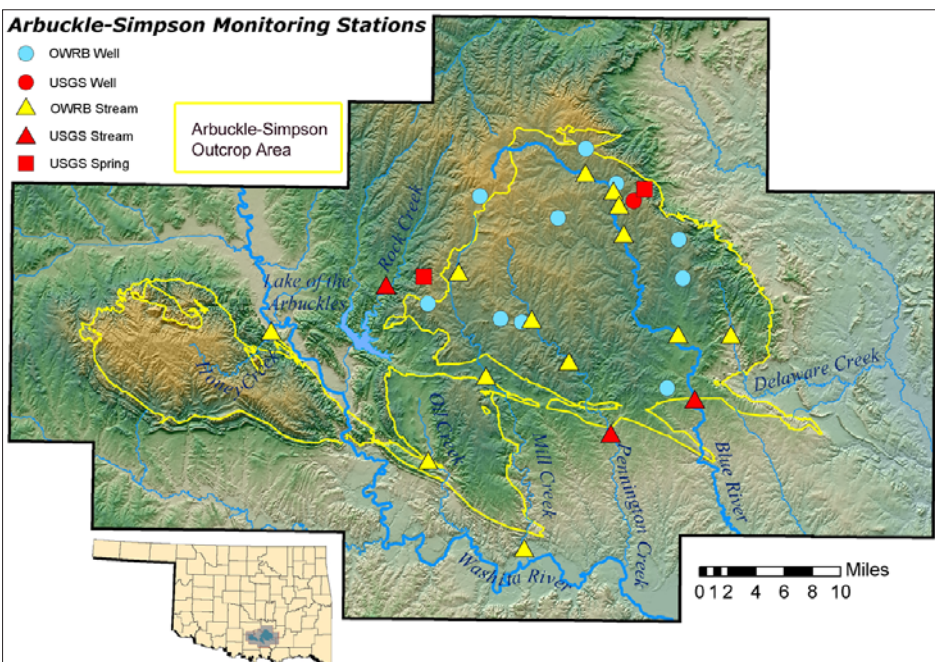 Arbuckle-Simpson Monitoring Stations
OWRB Well
USGS Well
OWRB Stream
USGS Stream
USGS Spring
Arbuckle-Simpson
Outcrop Area
Rock Creek
Lake of the
Arbuckles
Honey Creek
Oil Creek
Mill Creek
Pennington Creek
Blue River
Delaware Creek
Washita River
Miles
0 1 2 4 6 8 10